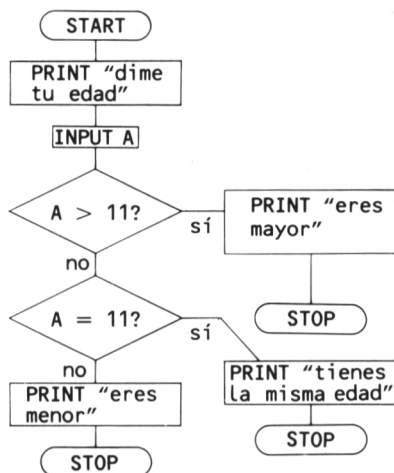 START
PRINT “dime
tu edad”
INPUT A
A > 11?
sí
PRINT “eres
mayor”
STOP
no
A = 11?
sí
PRINT “tienes
la misma edad”
STOP
no
PRINT “eres
menor”
STOP